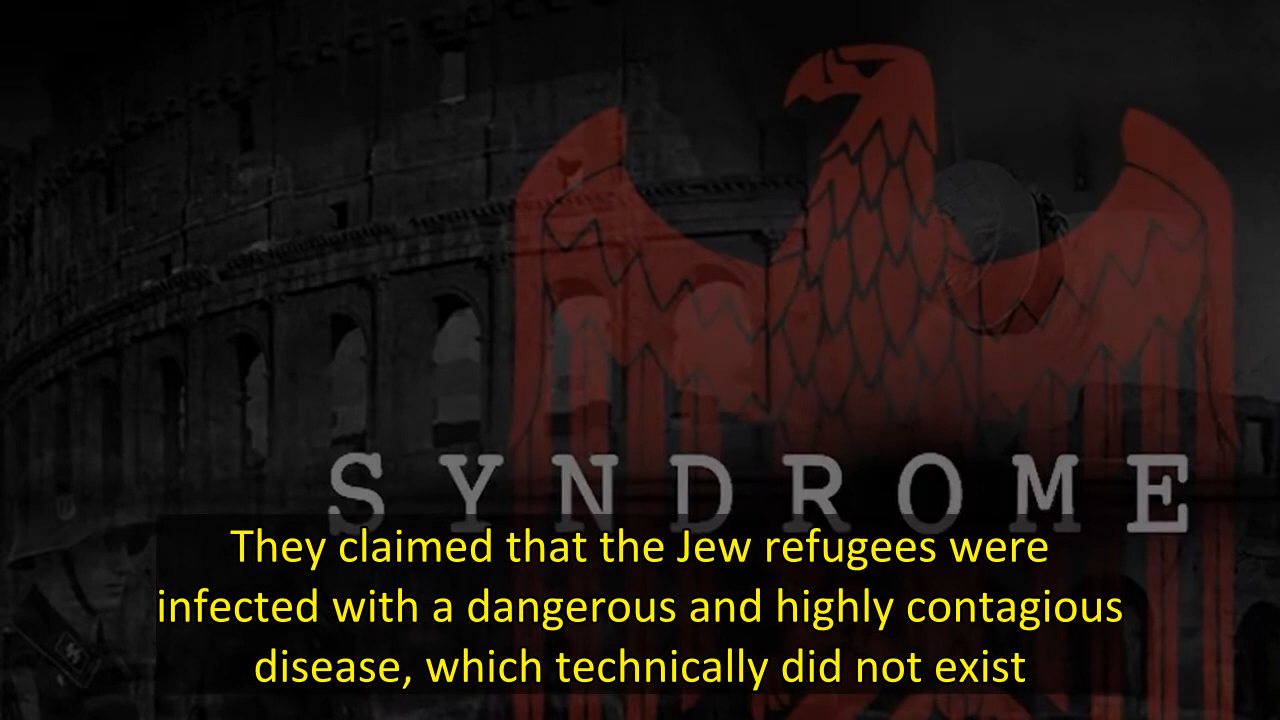 SYNDROME
They claimed that the Jew refugees were
infected with a dangerous and highly contagious
disease, which technically did not exist